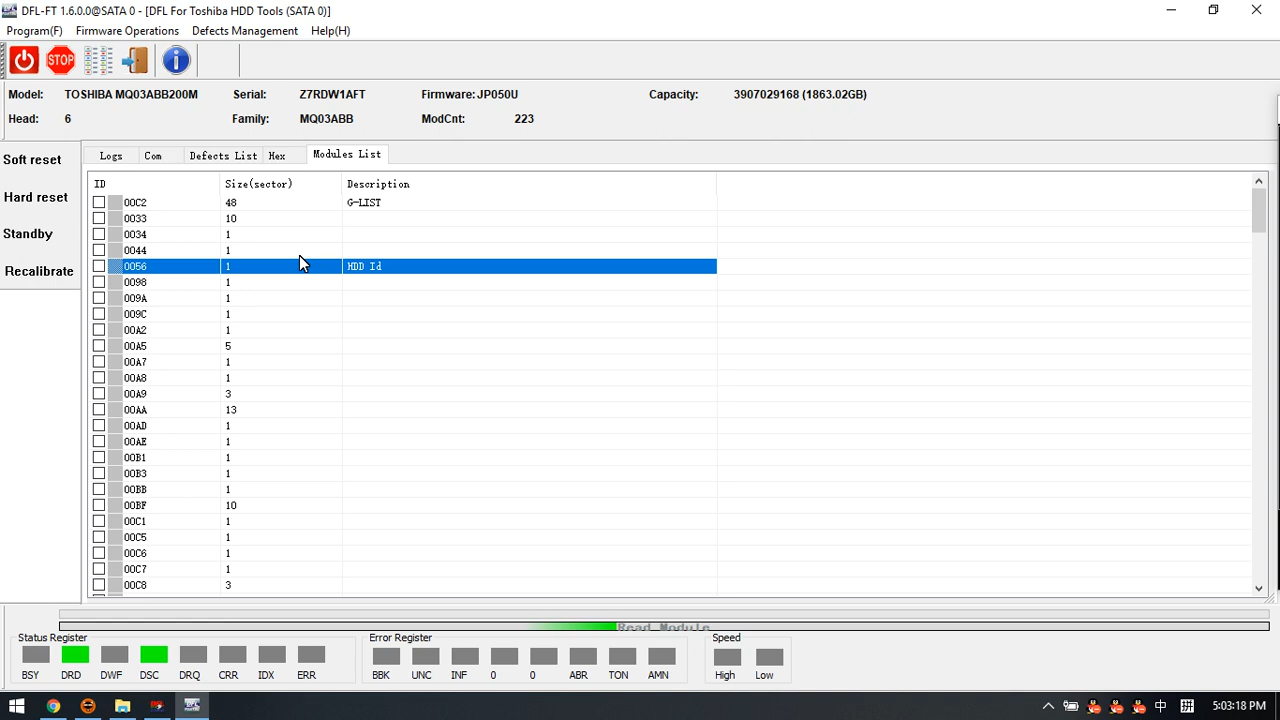 DFL-FT 1.6.0.0@SATA 0 - [DFL For Toshiba HDD Tools (SATA 0)]
Program(F) Firmware Operations Defects Management Help(H)
STOP
Model: TOSHIBA MQ03ABB200M Serial: Z7RDW1AFT Firmware: JP050U Capacity: 3907029168 (1863.02GB)
Head: 6 Family: MQ03ABB ModCnt: 223
Soft reset
Hard reset
Standby
Recalibrate
Logs Com Defects List Hex Modules List
ID Size(sector) Description
00C2 48 G-LIST
0033 10
0034 1
0044 1
0056 1 HDD Id
0098 1
009A 1
009C 1
00A2 1
00A5 5
00A7 1
00A8 1
00A9 3
00AA 13
00AD 1
00AE 1
00B1 1
00B3 1
00BB 1
00BF 10
00C1 1
00C5 1
00C6 1
00C7 1
00C8 3
Read Module
Status Register Error Register Speed
BSY DRD DWF DSC DRQ CRR IDX ERR BBK UNC INF 0 0 ABR TON AMN High Low
中 拼 5:03:18 PM